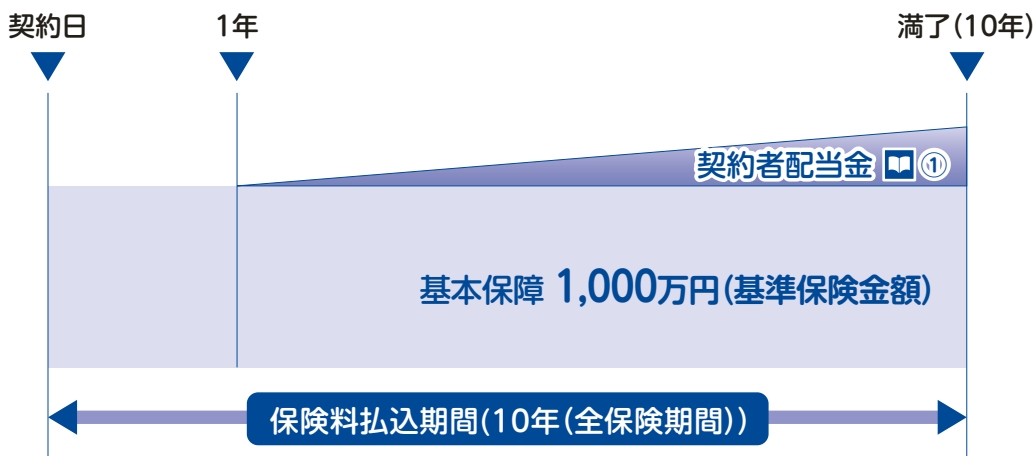 契約日
1年
満了(10年)
契約者配当金 ①
基本保障 1,000万円(基準保険金額)
保険料払込期間(10年(全保険期間))